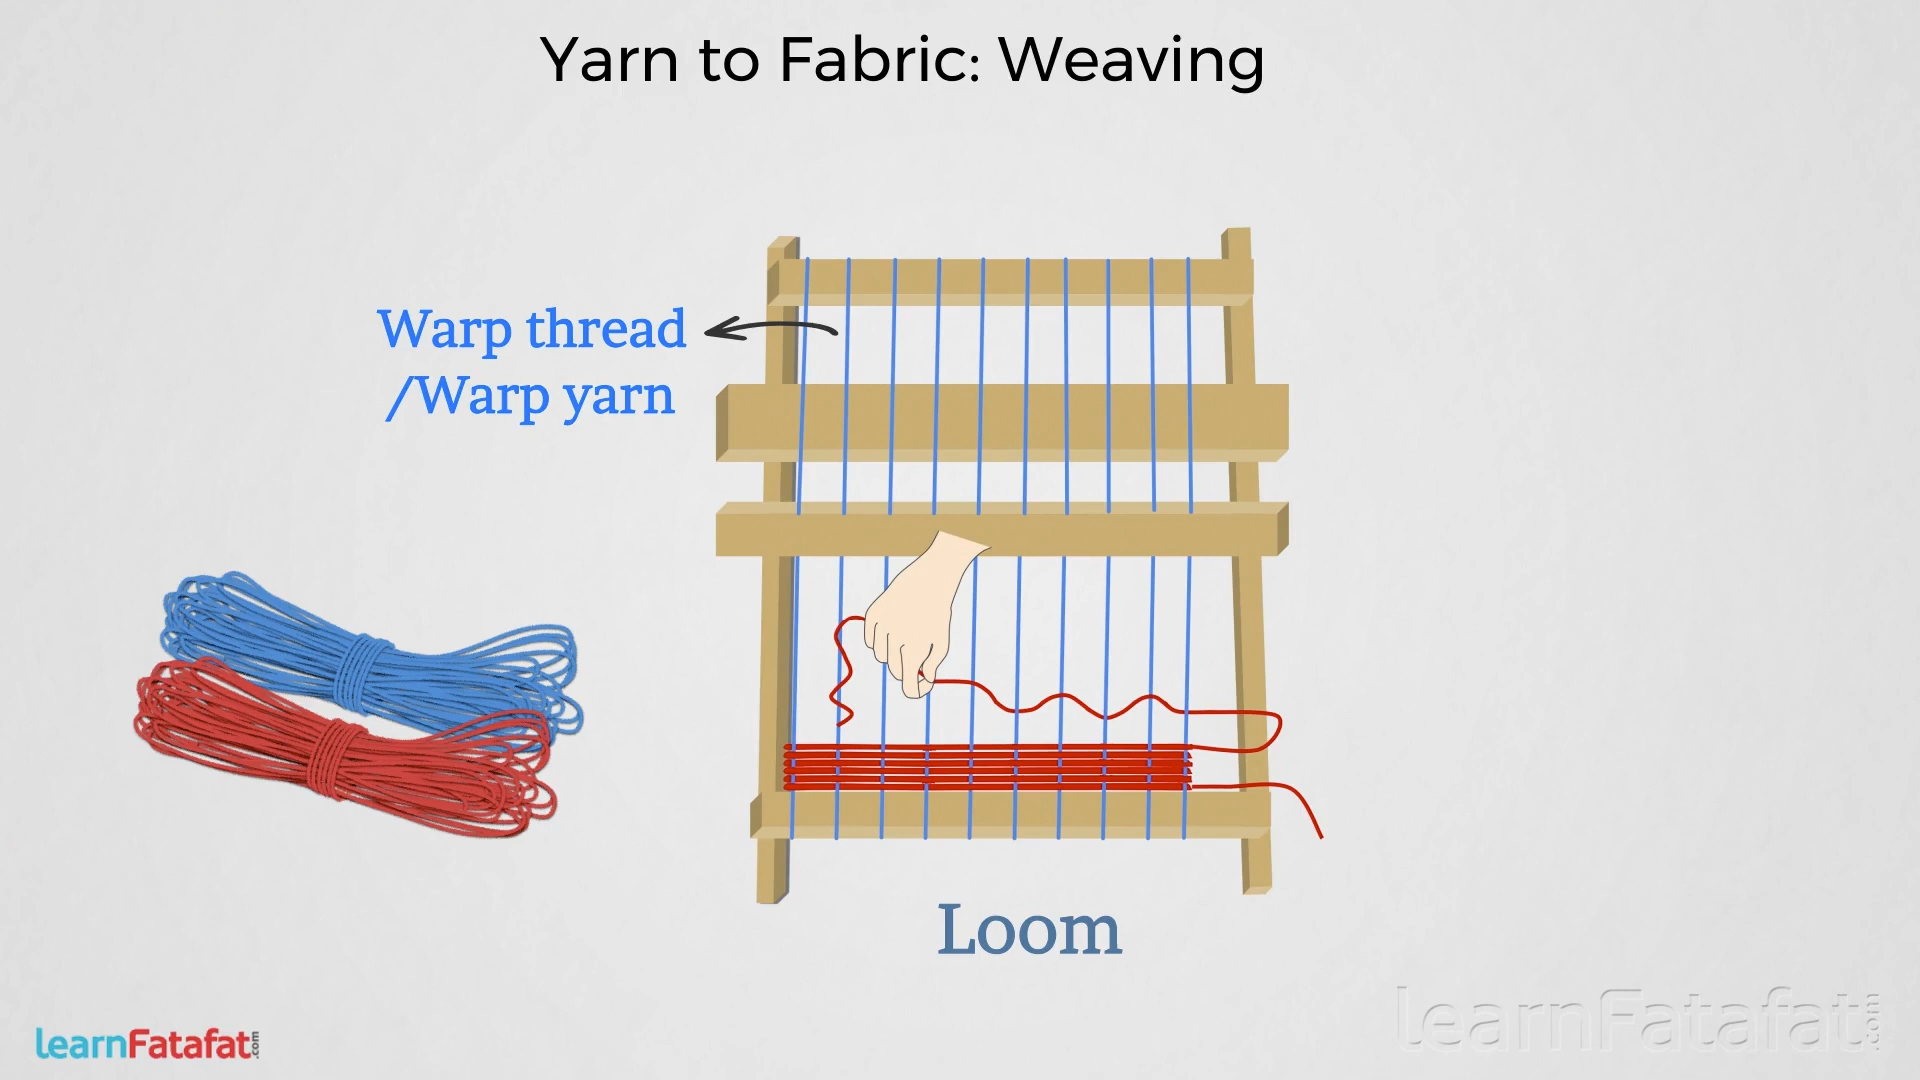 Yarn to Fabric: Weaving
Warp thread
/Warp yarn
Loom
learnFatafat.com
learnFatafat.com